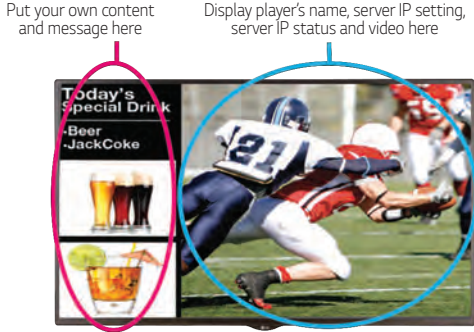 Put your own content
and message here
Display player's name, server IP setting,
server IP status and video here
Today's
Special Drink
•Beer
•JackCoke
21
LG